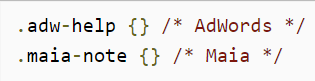 .adw-help {} /* AdWords */
.maia-note {} /* Maia */